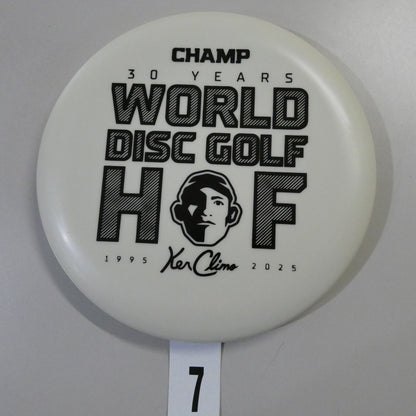 CHAMP
30 YEARS
WORLD
DISC GOLF
H F
1995 Ken Climo 2025
7